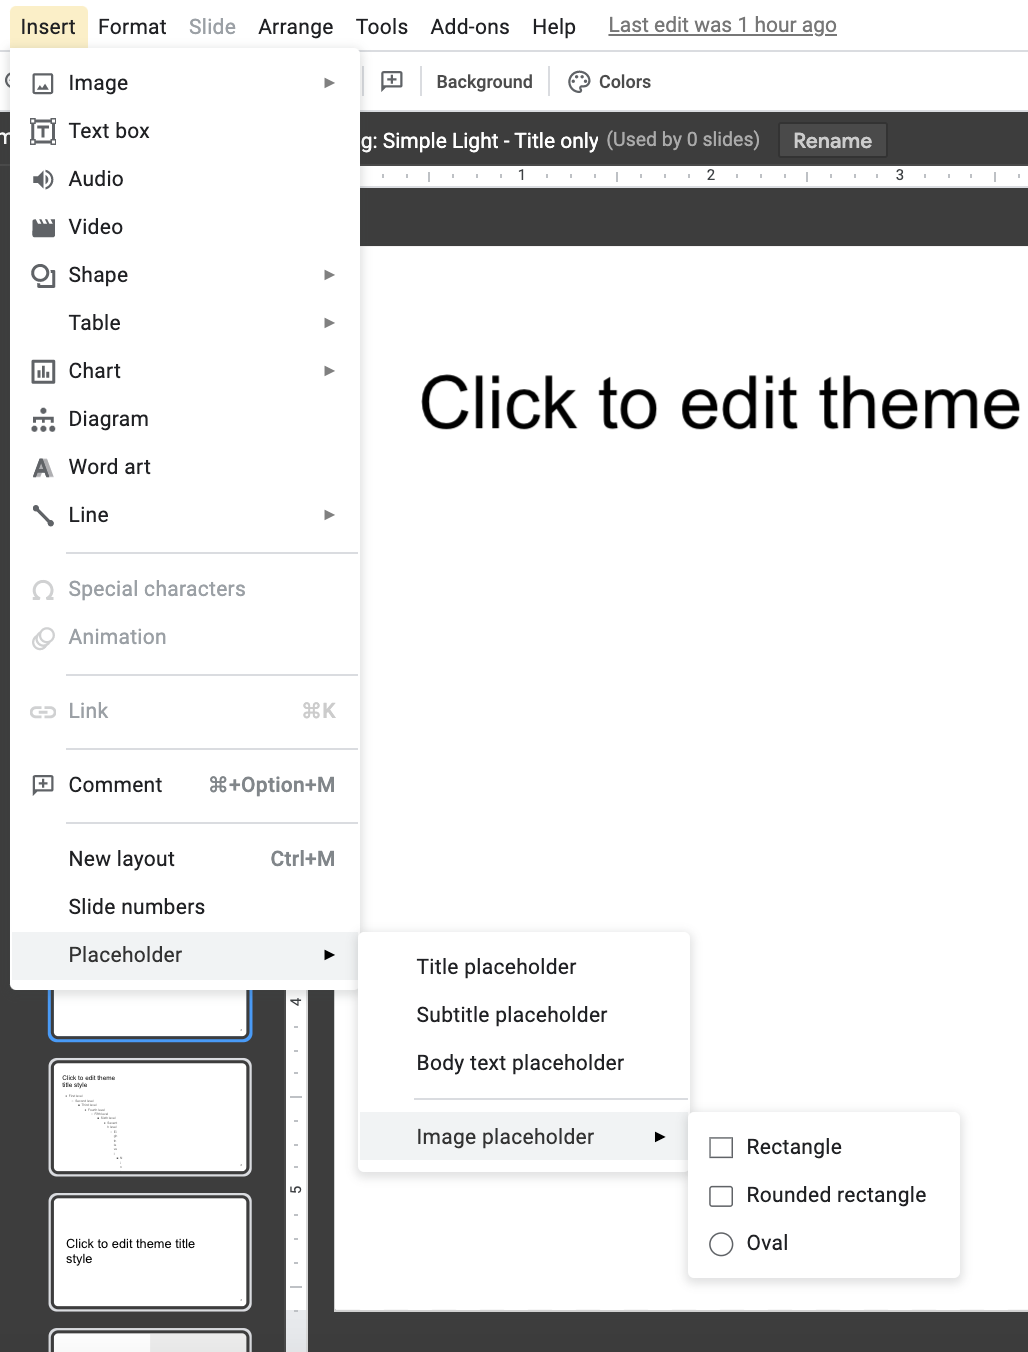 Insert Format Slide Arrange Tools Add-ons Help Last edit was 1 hour ago
Background Colors
g: Simple Light - Title only (Used by 0 slides) Rename
1 2 3
Image
Text box
Audio
Video
Shape
Table
Chart
Diagram
Word art
Line
Special characters
Animation
Link ⌘K
Comment ⌘+Option+M
New layout Ctrl+M
Slide numbers
Placeholder
Title placeholder
Subtitle placeholder
Body text placeholder
Image placeholder
Rectangle
Rounded rectangle
Oval
Click to edit theme
4
5
Click to edit theme
title style
Click to edit theme title
style